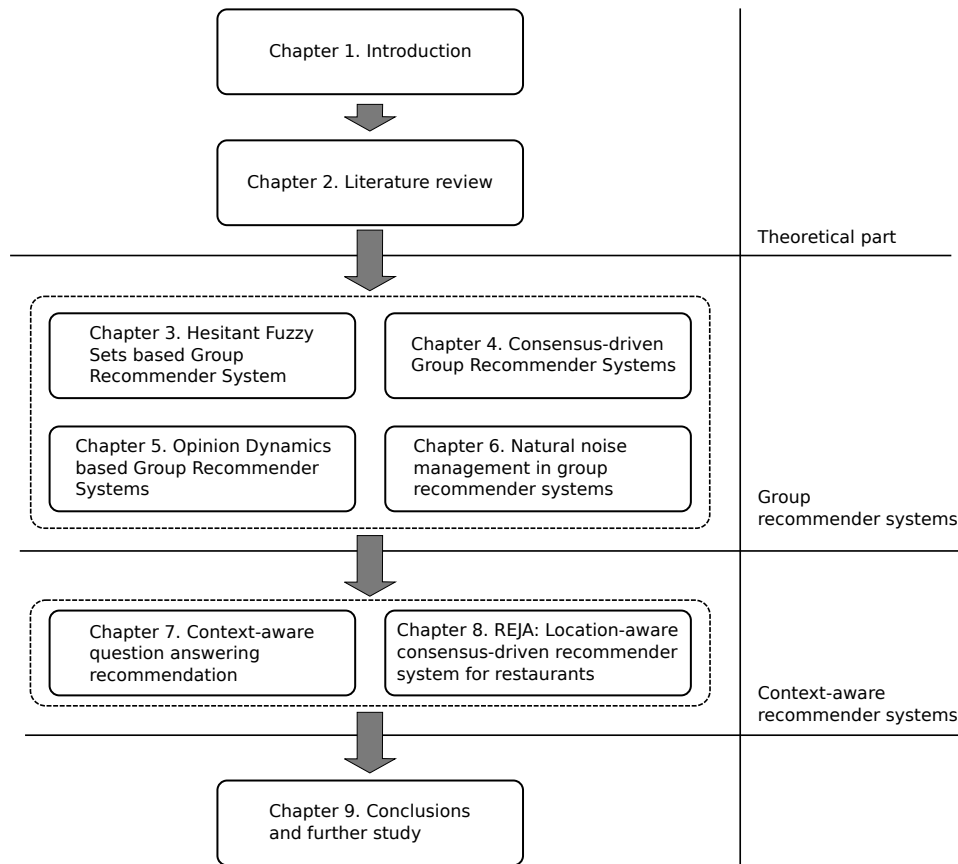 Chapter 1. Introduction
Chapter 2. Literature review
Theoretical part
Chapter 3. Hesitant Fuzzy
Sets based Group
Recommender System
Chapter 4. Consensus-driven
Group Recommender Systems
Chapter 5. Opinion Dynamics
based Group Recommender
Systems
Chapter 6. Natural noise
management in group
recommender systems
Group
recommender systems
Chapter 7. Context-aware
question answering
recommendation
Chapter 8. REJA: Location-aware
consensus-driven recommender
system for restaurants
Context-aware
recommender systems
Chapter 9. Conclusions
and further study